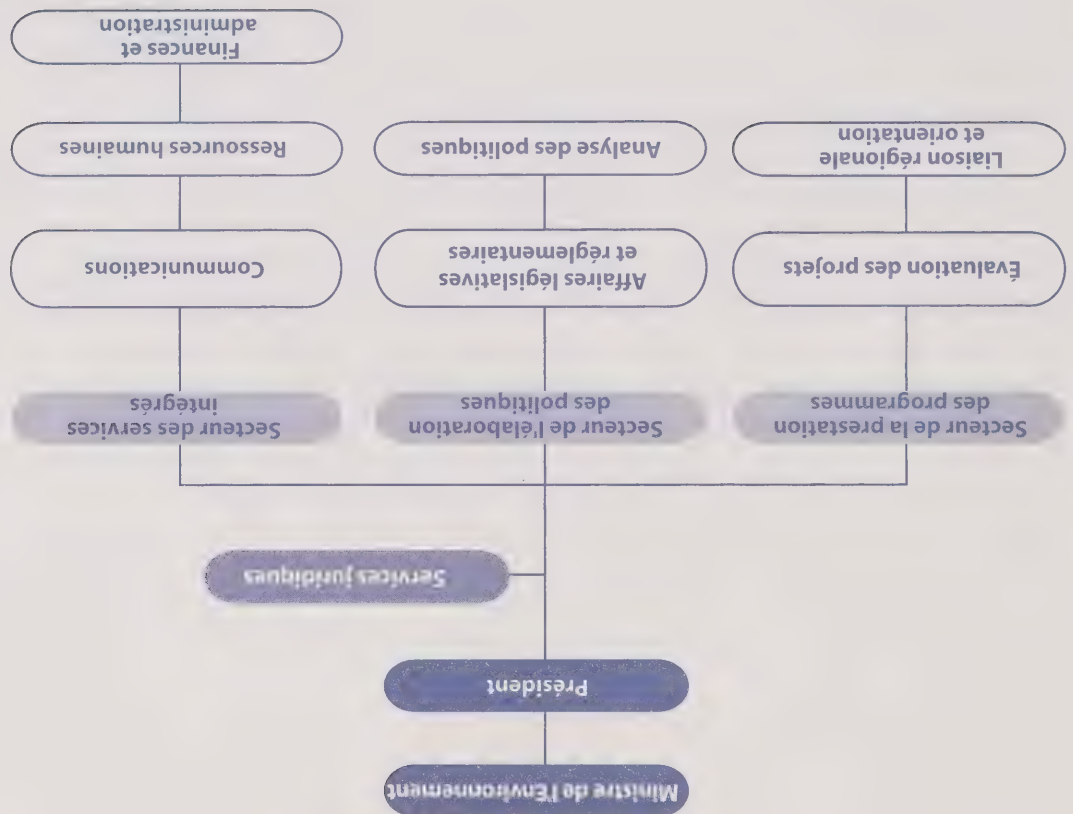 Ministre de l'Environnement
Président
Services juridiques
Secteur de la prestation
des programmes
Évaluation des projets
Liaison régionale
et orientation
Secteur de l'élaboration
des politiques
Affaires législatives
et réglementaires
Analyse des politiques
Secteur des services
intégrés
Communications
Ressources humaines
Finances et
administration